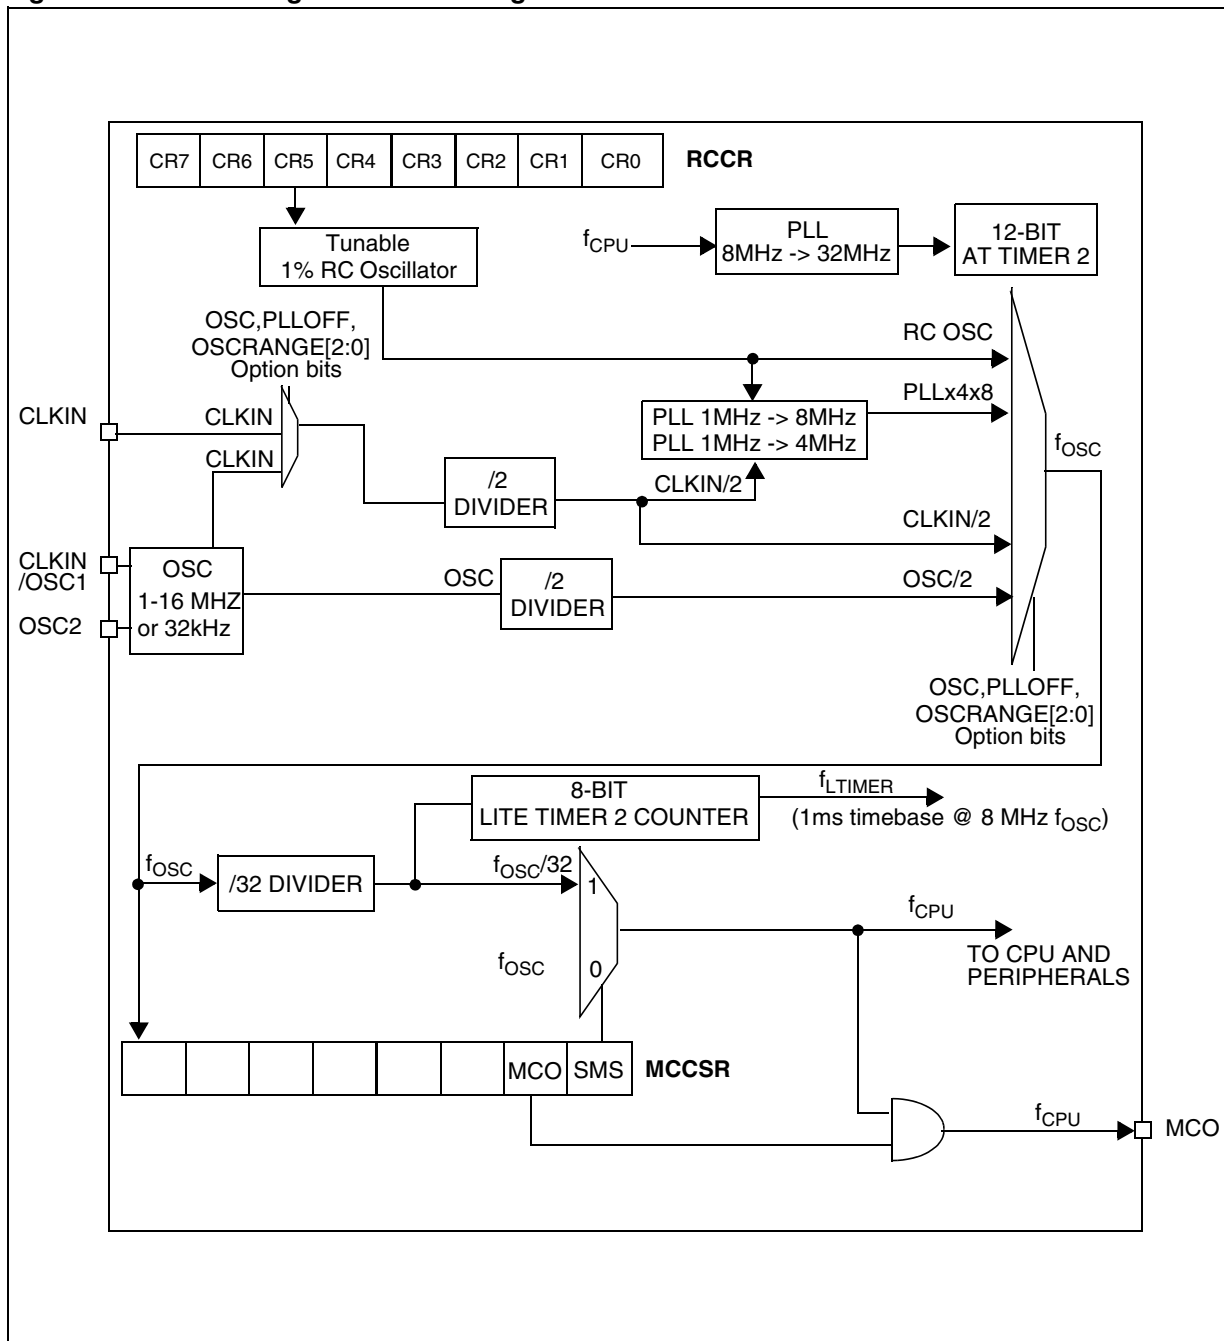 CR7 CR6 CR5 CR4 CR3 CR2 CR1 CR0 RCCR
Tunable
1% RC Oscillator
fCPU
PLL
8MHz -> 32MHz
12-BIT
AT TIMER 2
OSC,PLLOFF,
OSCRANGE[2:0]
Option bits
RC OSC
PLLx4x8
CLKIN
CLKIN
CLKIN
PLL 1MHz -> 8MHz
PLL 1MHz -> 4MHz
fOSC
/2
DIVIDER
CLKIN/2
CLKIN/2
CLKIN
/OSC1
OSC2
OSC
1-16 MHZ
or 32kHz
OSC
/2
DIVIDER
OSC/2
OSC,PLLOFF,
OSCRANGE[2:0]
Option bits
8-BIT
LITE TIMER 2 COUNTER
fLTIMER
(1ms timebase @ 8 MHz fOSC)
fOSC
/32 DIVIDER
fOSC/32
1
fOSC
0
fCPU
TO CPU AND
PERIPHERALS
MCO SMS MCCSR
fCPU
MCO